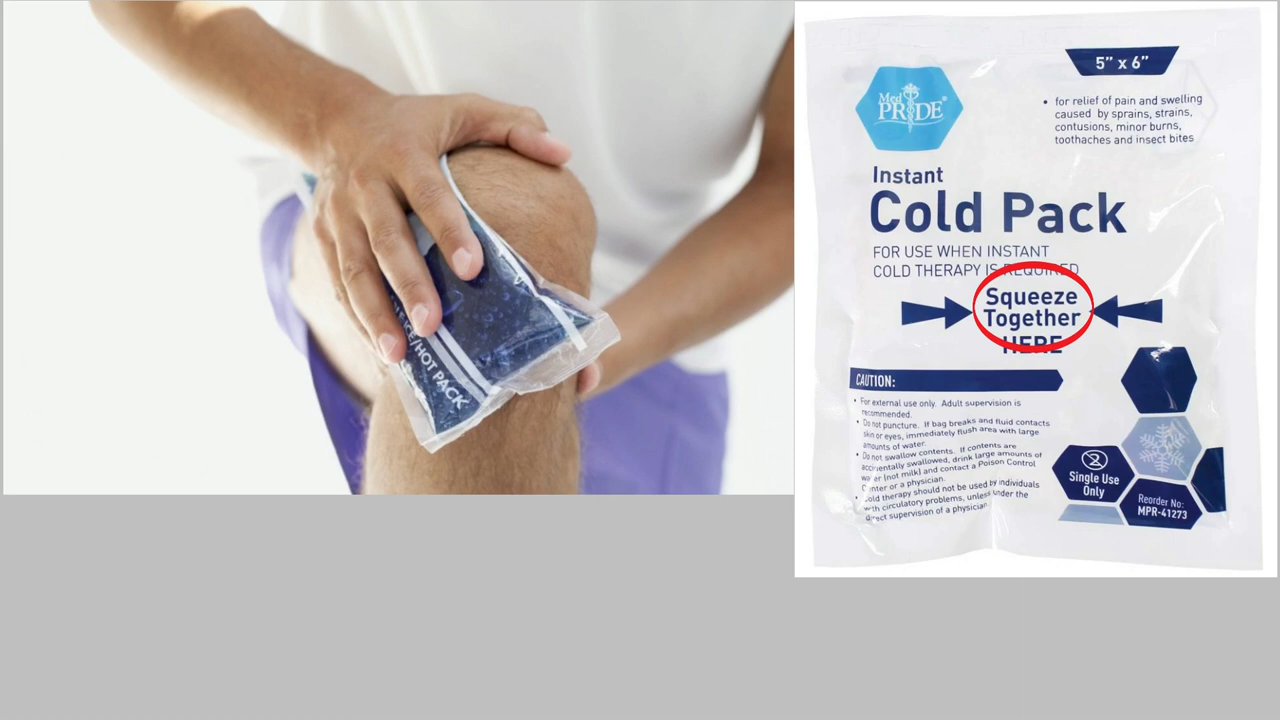 /HOT PACK
5” x 6”
Med
PRIDE®
• for relief of pain and swelling
caused by sprains, strains,
contusions, minor burns,
toothaches and insect bites
Instant
Cold Pack
FOR USE WHEN INSTANT
COLD THERAPY IS REQUIRED
Squeeze
Together
HERE
CAUTION:
• For external use only. Adult supervision is
recommended.
• Do not puncture. If bag breaks and fluid contacts
skin or eyes, immediately flush area with large
amounts of water.
• Do not swallow contents. If contents are
accidentally swallowed, drink large amounts of
water (not milk) and contact a Poison Control
Center or a physician.
• Cold therapy should not be used by individuals
with circulatory problems, unless under the
direct supervision of a physician
Single Use
Only
Reorder No:
MPR-41273